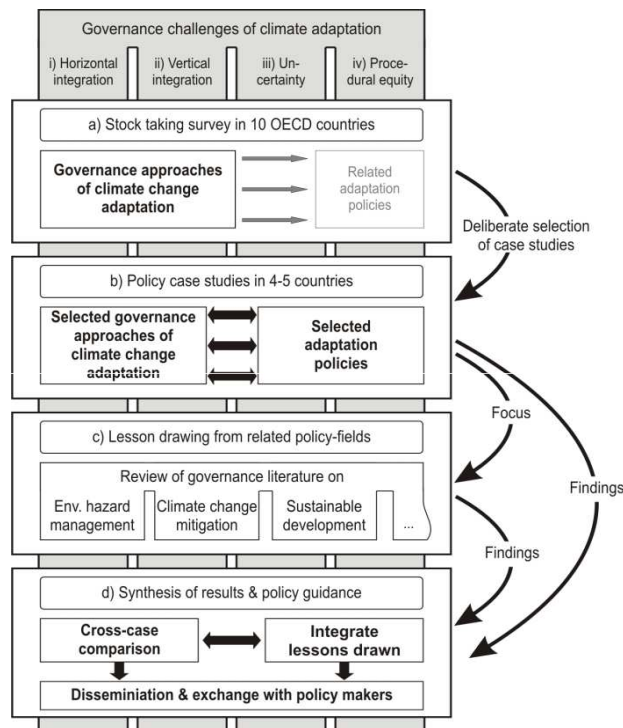 Governance challenges of climate adaptation
i) Horizontal
integration
ii) Vertical
integration
iii) Un-
certainty
iv) Proce-
dural equity
a) Stock taking survey in 10 OECD countries
Governance approaches
of climate change
adaptation
Related
adaptation
policies
Deliberate selection
of case studies
b) Policy case studies in 4-5 countries
Selected governance
approaches of
climate change
adaptation
Selected
adaptation
policies
Focus
c) Lesson drawing from related policy-fields
Review of governance literature on
Env. hazard
management
Climate change
mitigation
Sustainable
development
...
Findings
Findings
d) Synthesis of results & policy guidance
Cross-case
comparison
Integrate
lessons drawn
Disseminiation & exchange with policy makers